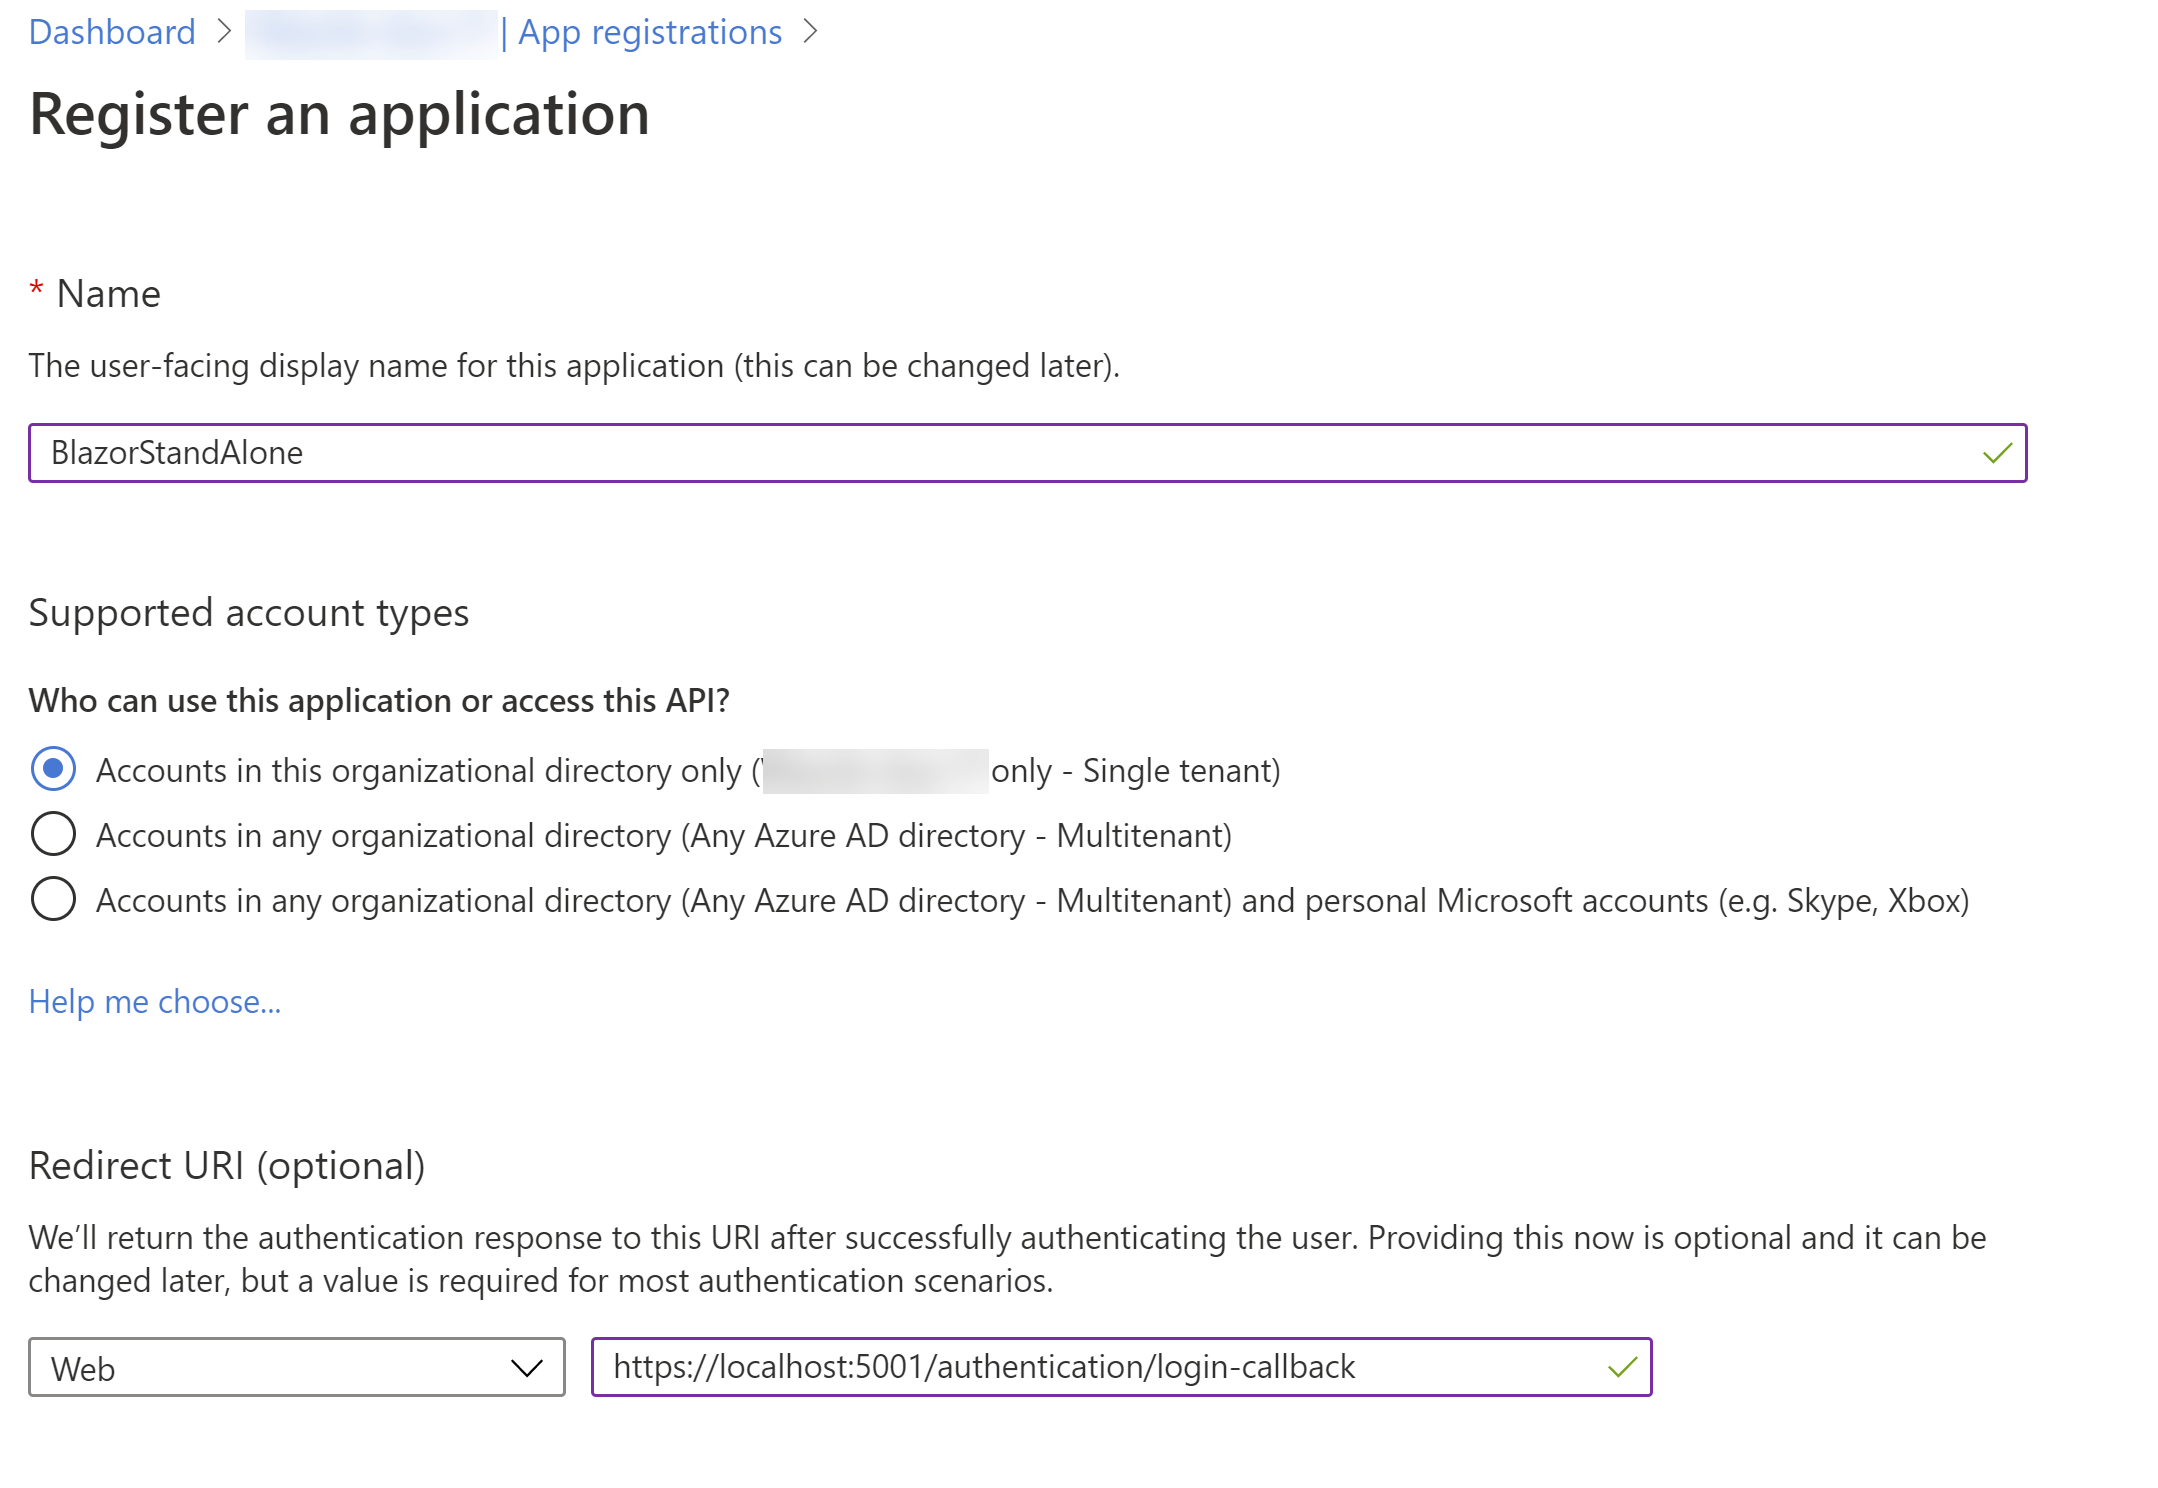 Dashboard > | App registrations >
Register an application
* Name
The user-facing display name for this application (this can be changed later).
BlazorStandAlone
Supported account types
Who can use this application or access this API?
Accounts in this organizational directory only ( only - Single tenant)
Accounts in any organizational directory (Any Azure AD directory - Multitenant)
Accounts in any organizational directory (Any Azure AD directory - Multitenant) and personal Microsoft accounts (e.g. Skype, Xbox)
Help me choose...
Redirect URI (optional)
We’ll return the authentication response to this URI after successfully authenticating the user. Providing this now is optional and it can be
changed later, but a value is required for most authentication scenarios.
Web
https://localhost:5001/authentication/login-callback